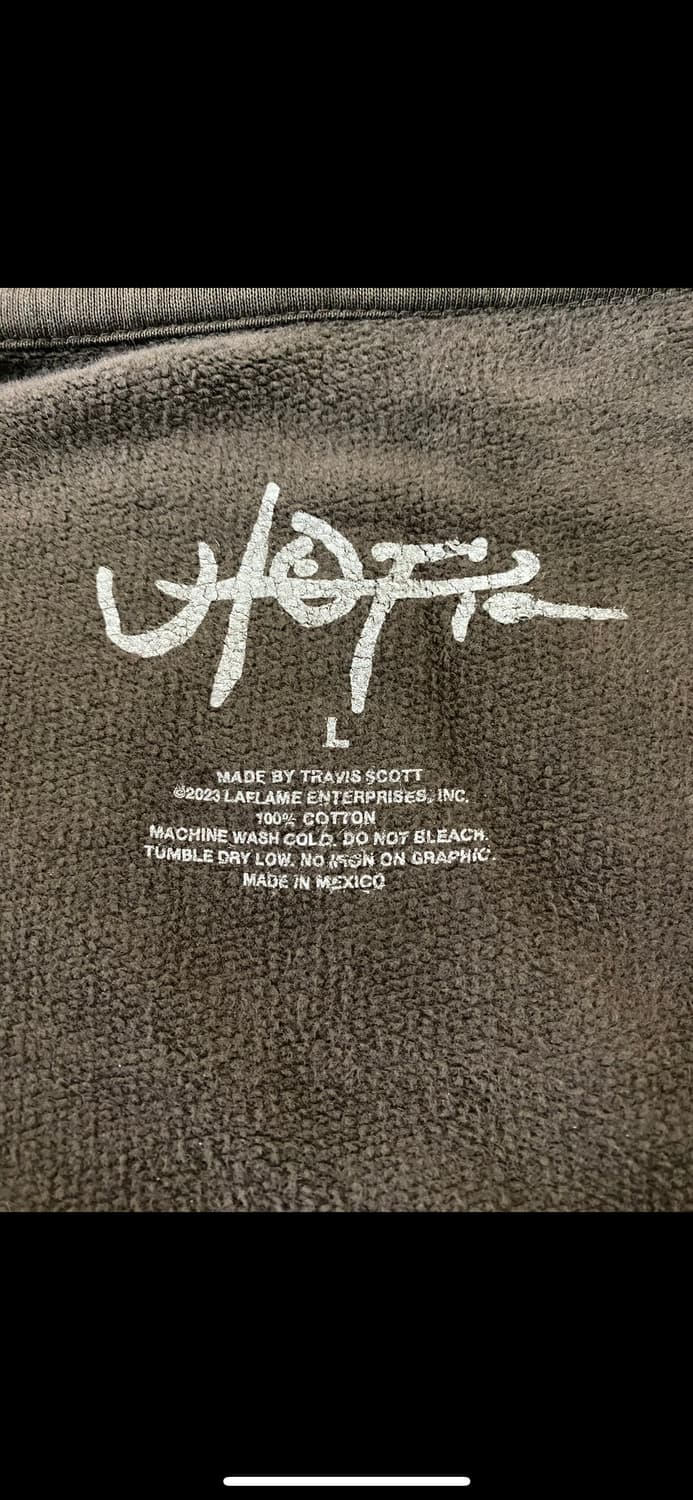 UTOPIA
L
MADE BY TRAVIS SCOTT
©2023 LAFLAME ENTERPRISES, INC.
100% COTTON
MACHINE WASH COLD. DO NOT BLEACH.
TUMBLE DRY LOW. NO IRON ON GRAPHIC.
MADE IN MEXICO